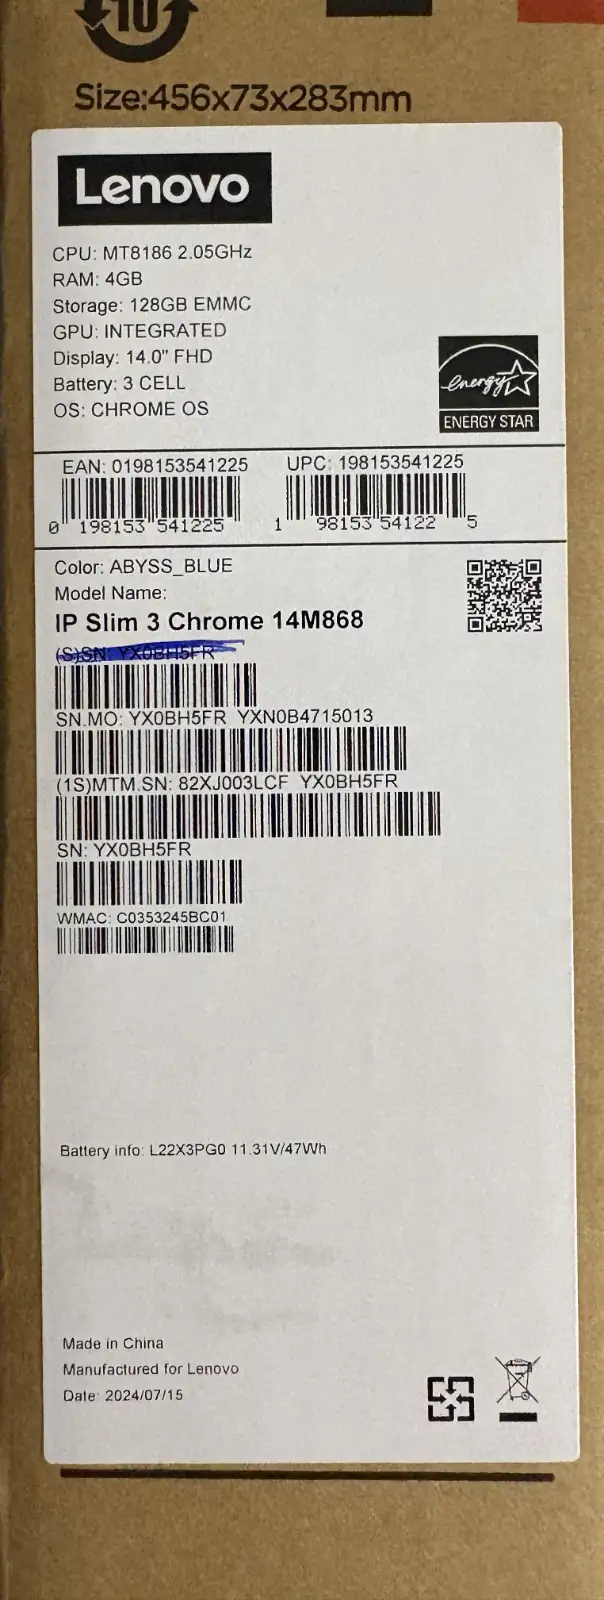 10
Size:456x73x283mm
Lenovo
CPU: MT8186 2.05GHz
RAM: 4GB
Storage: 128GB EMMC
GPU: INTEGRATED
Display: 14.0" FHD
Battery: 3 CELL
OS: CHROME OS
energy
ENERGY STAR
EAN: 0198153541225 UPC: 198153541225
0 198153 541225 1 98153 54122 5
Color: ABYSS_BLUE
Model Name:
IP Slim 3 Chrome 14M868
(S)SN: YX0BH5FR
SN.MO: YX0BH5FR YXN0B4715013
(1S)MTM.SN: 82XJ003LCF YX0BH5FR
SN: YX0BH5FR
WMAC: C0353245BC01
Battery info: L22X3PG0 11.31V/47Wh
Made in China
Manufactured for Lenovo
Date: 2024/07/15